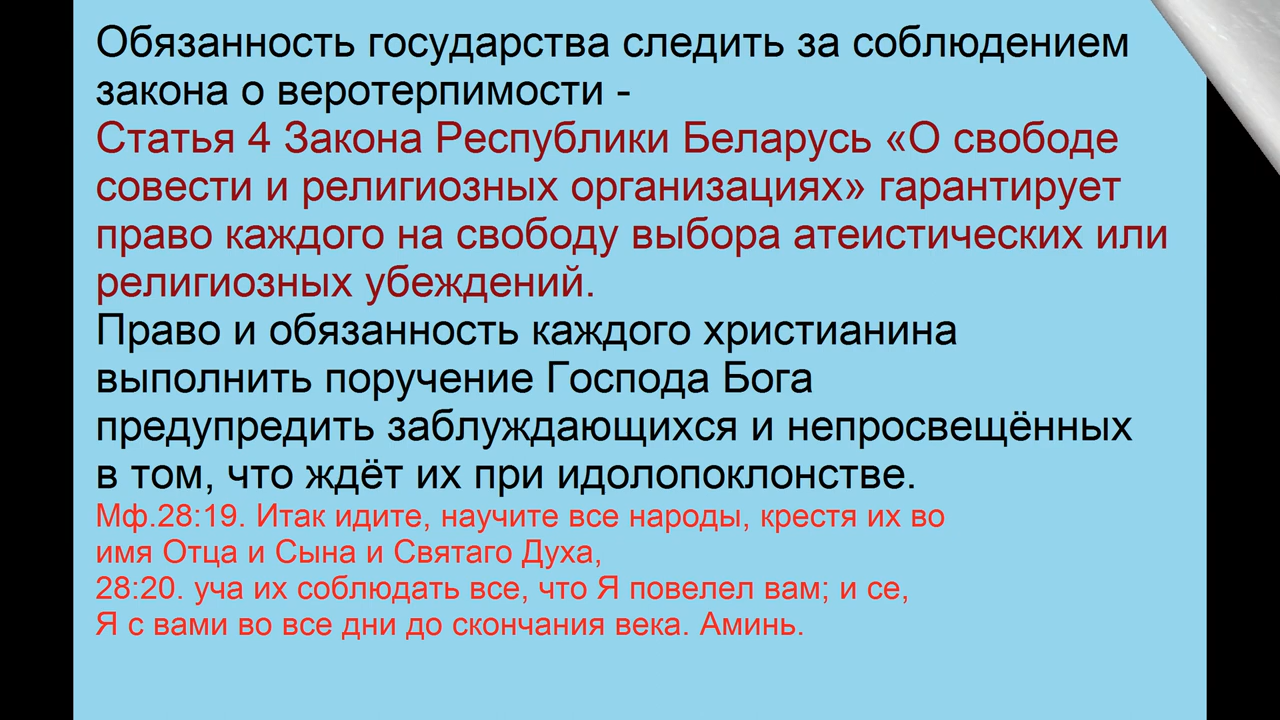 Обязанность государства следить за соблюдением
закона о веротерпимости -
Статья 4 Закона Республики Беларусь «О свободе
совести и религиозных организациях» гарантирует
право каждого на свободу выбора атеистических или
религиозных убеждений.
Право и обязанность каждого христианина
выполнить поручение Господа Бога
предупредить заблуждающихся и непросвещённых
в том, что ждёт их при идолопоклонстве.
Мф.28:19. Итак идите, научите все народы, крестя их во
имя Отца и Сына и Святаго Духа,
28:20. уча их соблюдать все, что Я повелел вам; и се,
Я с вами во все дни до скончания века. Аминь.